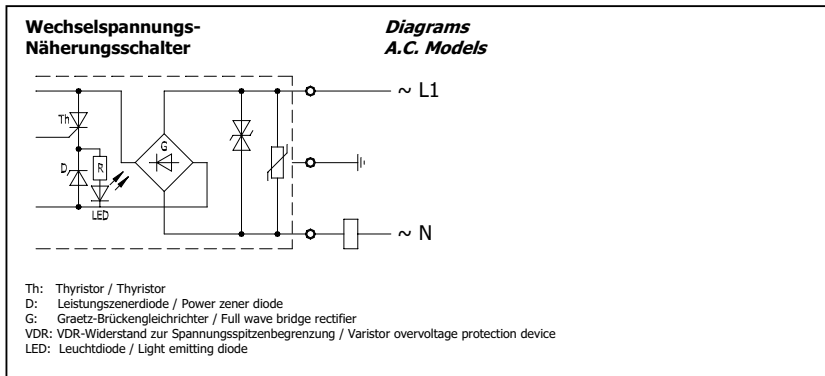 Wechselspannungs-
Näherungsschalter
Diagrams
A.C. Models
~ L1
Th
G
D
R
LED
~ N
Th: Thyristor / Thyristor
D: Leistungszenerdiode / Power zener diode
G: Graetz-Brückengleichrichter / Full wave bridge rectifier
VDR: VDR-Widerstand zur Spannungsspitzenbegrenzung / Varistor overvoltage protection device
LED: Leuchtdiode / Light emitting diode